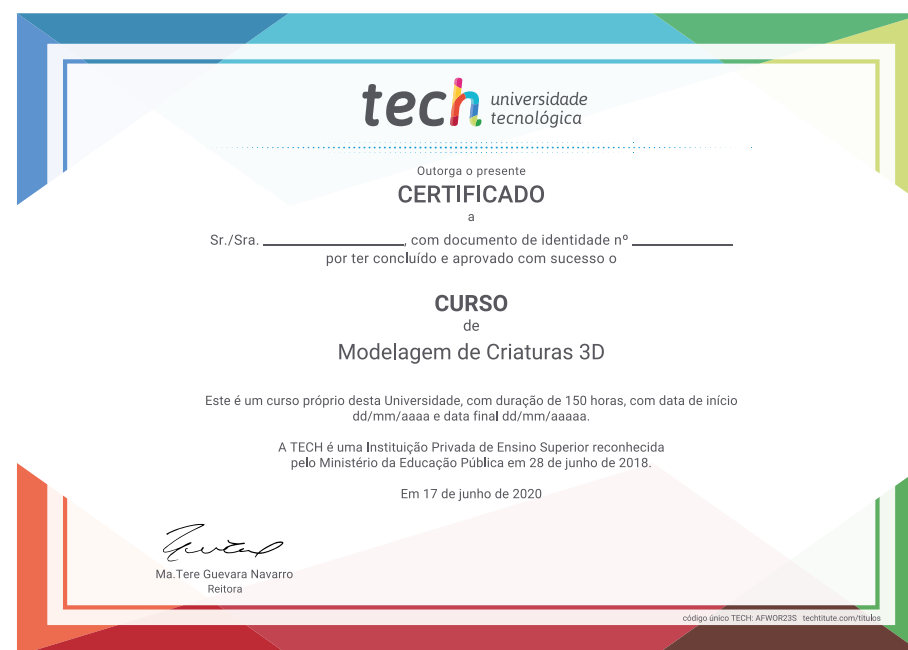 tech universidade
tecnológica
Outorga o presente
CERTIFICADO
a
Sr./Sra. ____________________, com documento de identidade nº ______________
por ter concluído e aprovado com sucesso o
CURSO
de
Modelagem de Criaturas 3D
Este é um curso próprio desta Universidade, com duração de 150 horas, com data de início
dd/mm/aaaa e data final dd/mm/aaaaa.
A TECH é uma Instituição Privada de Ensino Superior reconhecida
pelo Ministério da Educação Pública em 28 de junho de 2018.
Em 17 de junho de 2020
Ma.Tere Guevara Navarro
Reitora
código único TECH: AFWOR23S techtitute.com/titulos